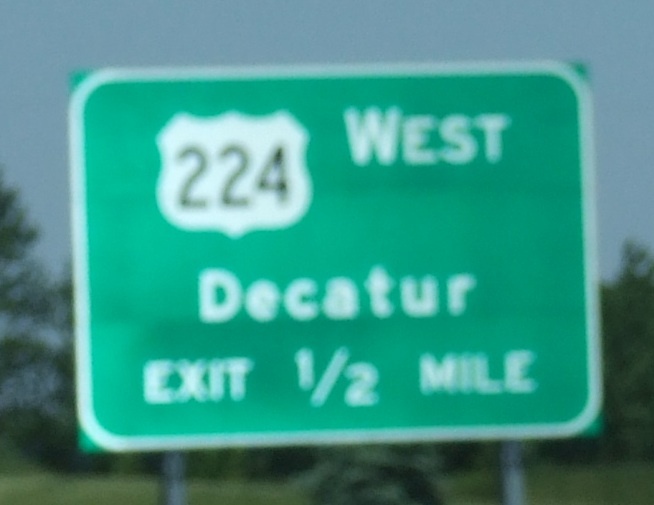 224 WEST
Decatur
EXIT 1/2 MILE